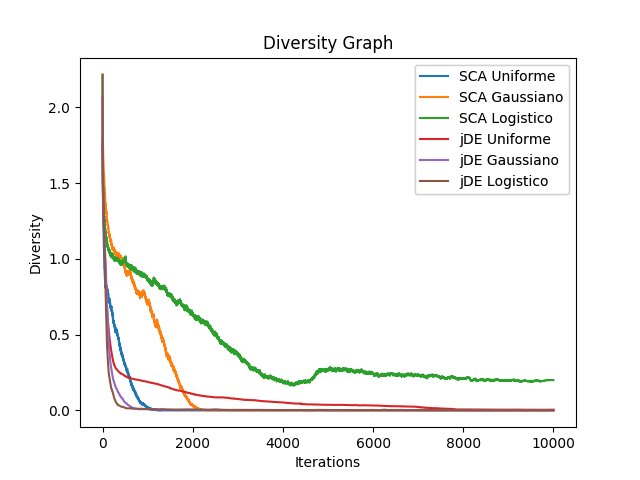 Diversity Graph
SCA Uniforme
SCA Gaussiano
SCA Logistico
jDE Uniforme
jDE Gaussiano
jDE Logistico
Diversity
2.0
1.5
1.0
0.5
0.0
0 2000 4000 6000 8000 10000
Iterations